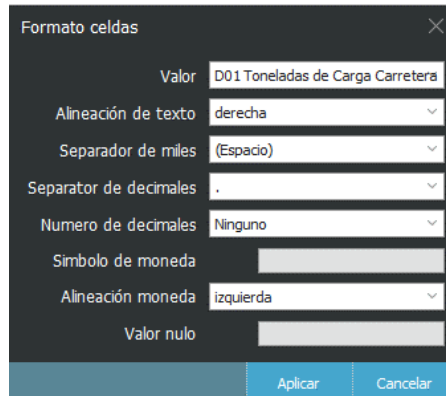 Formato celdas
Valor D01 Toneladas de Carga Carretera
Alineación de texto derecha
Separador de miles (Espacio)
Separator de decimales .
Numero de decimales Ninguno
Simbolo de moneda
Alineación moneda izquierda
Valor nulo
Aplicar Cancelar